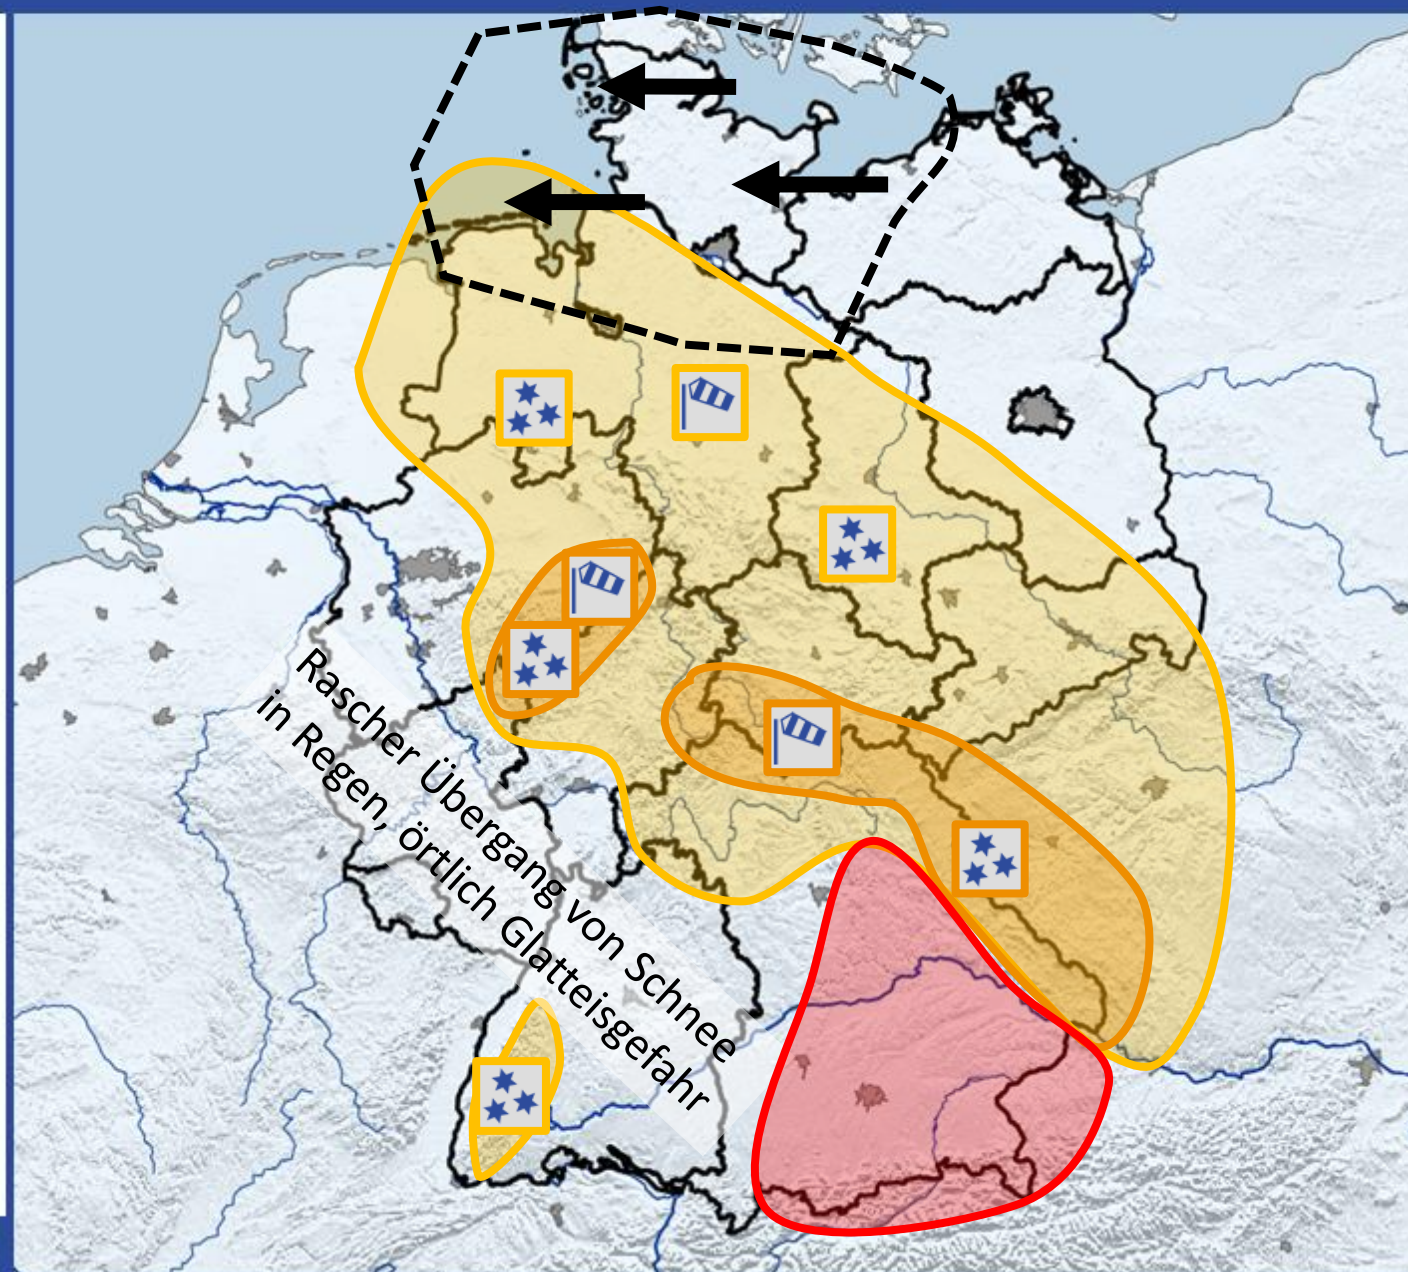 Rascher Übergang von Schnee
in Regen, örtlich Glatteisgefahr